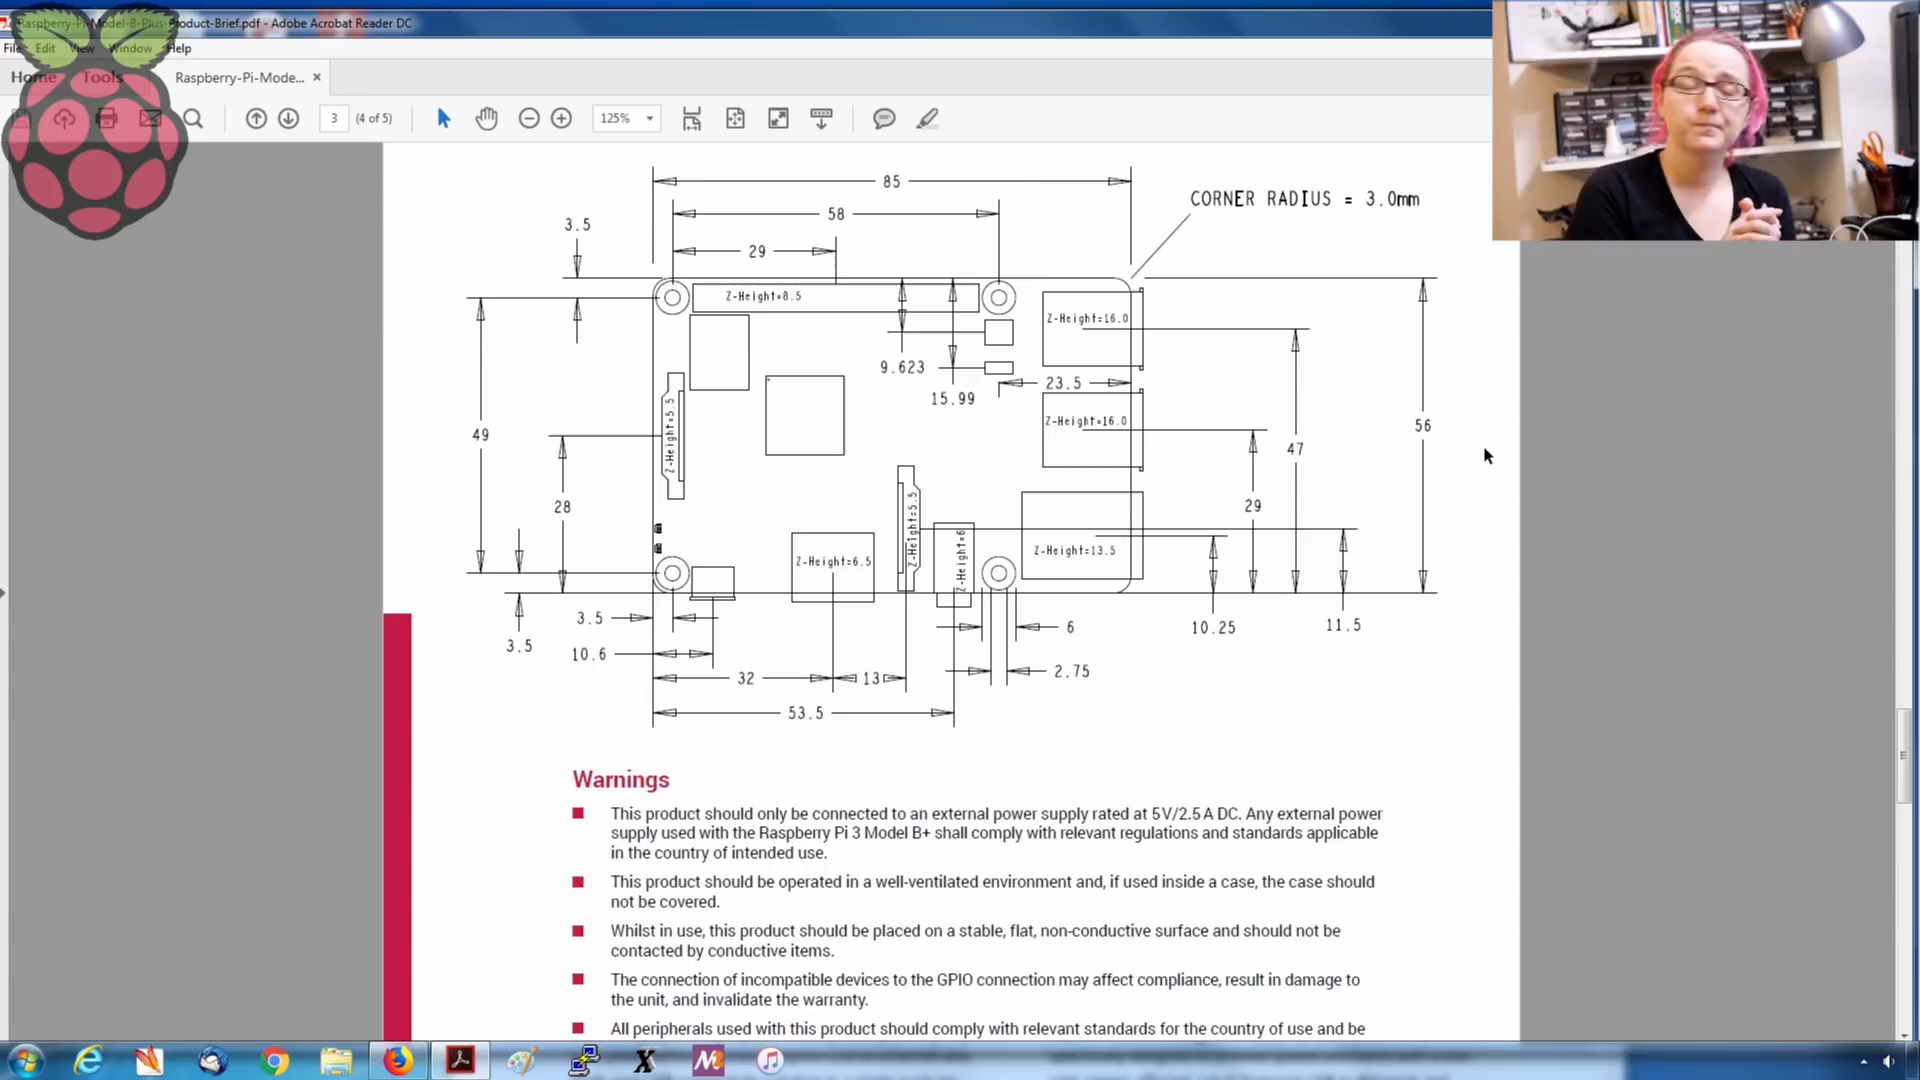 Raspberry-Pi-Model-B-Plus-Product-Brief.pdf - Adobe Acrobat Reader DC
File Edit View Window Help
Home Tools Raspberry-Pi-Mode... ×
3 (4 of 5) 125%
85
CORNER RADIUS = 3.0mm
58
3.5
29
Z-Height=8.5
Z-Height=16.0
9.623
23.5
15.99
Z-Height=16.0
Z-Height=5.5
49
56
47
28
29
Z-Height=5.5
Z-Height=6
Z-Height=13.5
Z-Height=6.5
3.5
6
10.25
11.5
3.5
10.6
2.75
32
13
53.5
Warnings
This product should only be connected to an external power supply rated at 5V/2.5A DC. Any external power
supply used with the Raspberry Pi 3 Model B+ shall comply with relevant regulations and standards applicable
in the country of intended use.
This product should be operated in a well-ventilated environment and, if used inside a case, the case should
not be covered.
Whilst in use, this product should be placed on a stable, flat, non-conductive surface and should not be
contacted by conductive items.
The connection of incompatible devices to the GPIO connection may affect compliance, result in damage to
the unit, and invalidate the warranty.
All peripherals used with this product should comply with relevant standards for the country of use and be